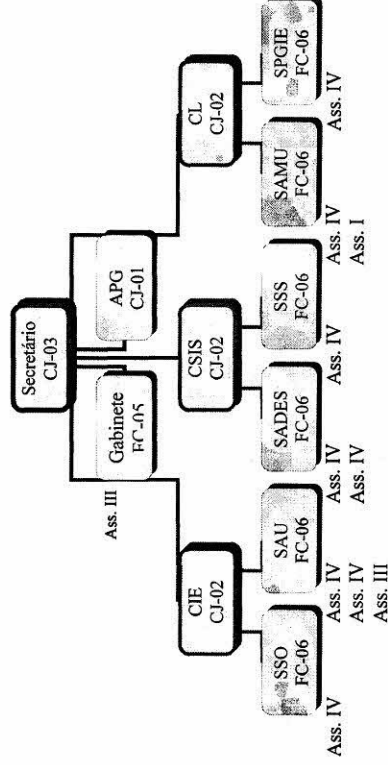 Secretário
CJ-03
Ass. III
Gabinete
FC-05
APG
CJ-01
CIE
CJ-02
CSIS
CJ-02
CL
CJ-02
SSO
FC-06
SAU
FC-06
SADES
FC-06
SSS
FC-06
SAMU
FC-06
SPGIE
FC-06
Ass. IV
Ass. IV
Ass. IV
Ass. III
Ass. IV
Ass. IV
Ass. IV
Ass. IV
Ass. I
Ass. IV